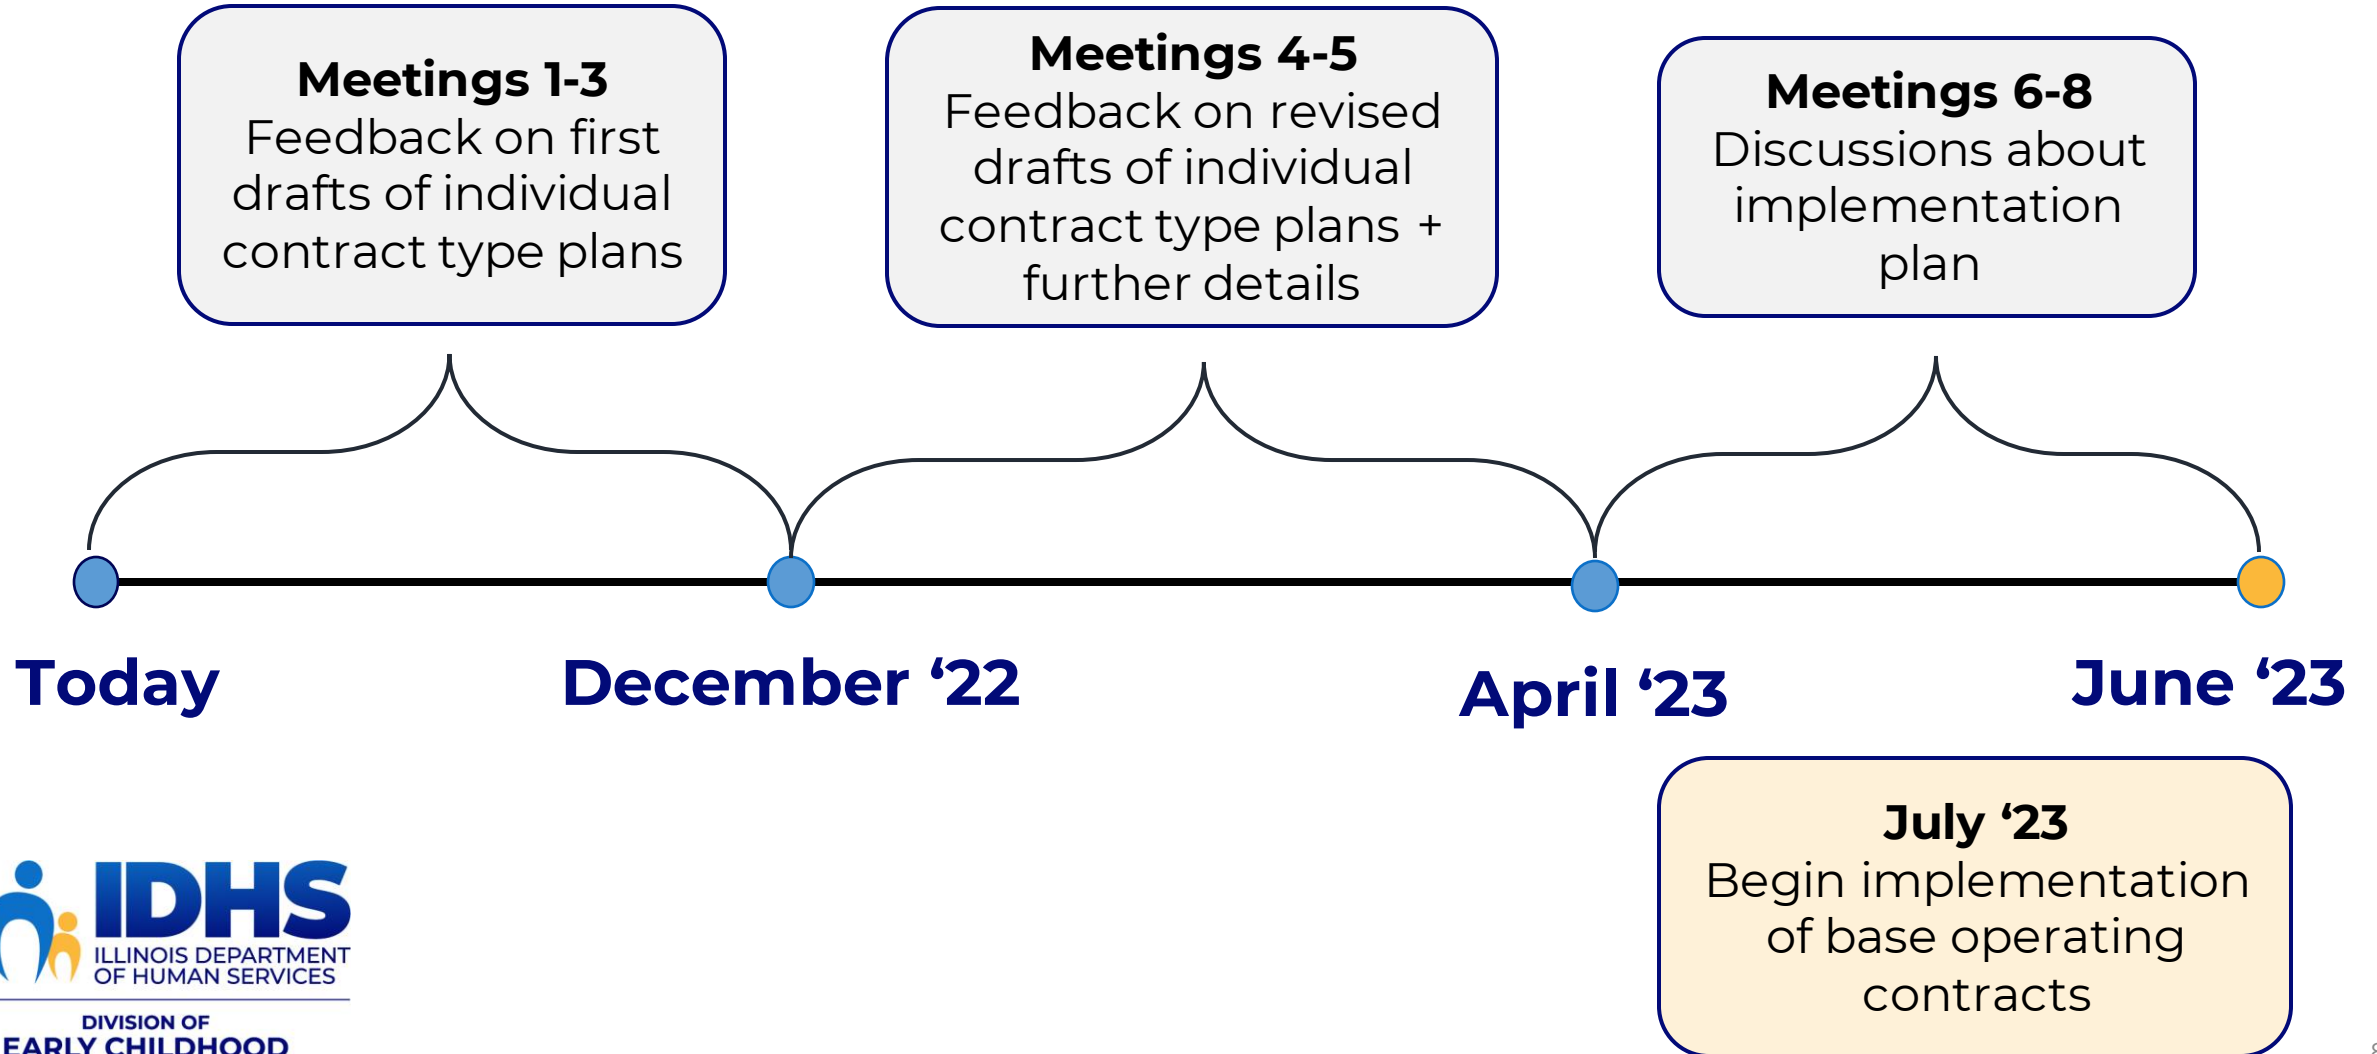 Meetings 1-3
Feedback on first
drafts of individual
contract type plans
Meetings 4-5
Feedback on revised
drafts of individual
contract type plans +
further details
Meetings 6-8
Discussions about
implementation
plan
Today
December ‘22
April ‘23
June ‘23
July ‘23
Begin implementation
of base operating
contracts
IDHS
ILLINOIS DEPARTMENT
OF HUMAN SERVICES
DIVISION OF
EARLY CHILDHOOD